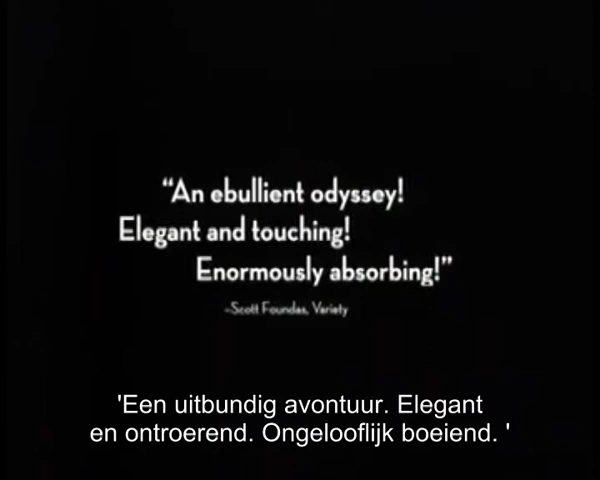 “An ebullient odyssey!
Elegant and touching!
Enormously absorbing!”
–Scott Foundas, Variety
'Een uitbundig avontuur. Elegant
en ontroerend. Ongelooflijk boeiend. '